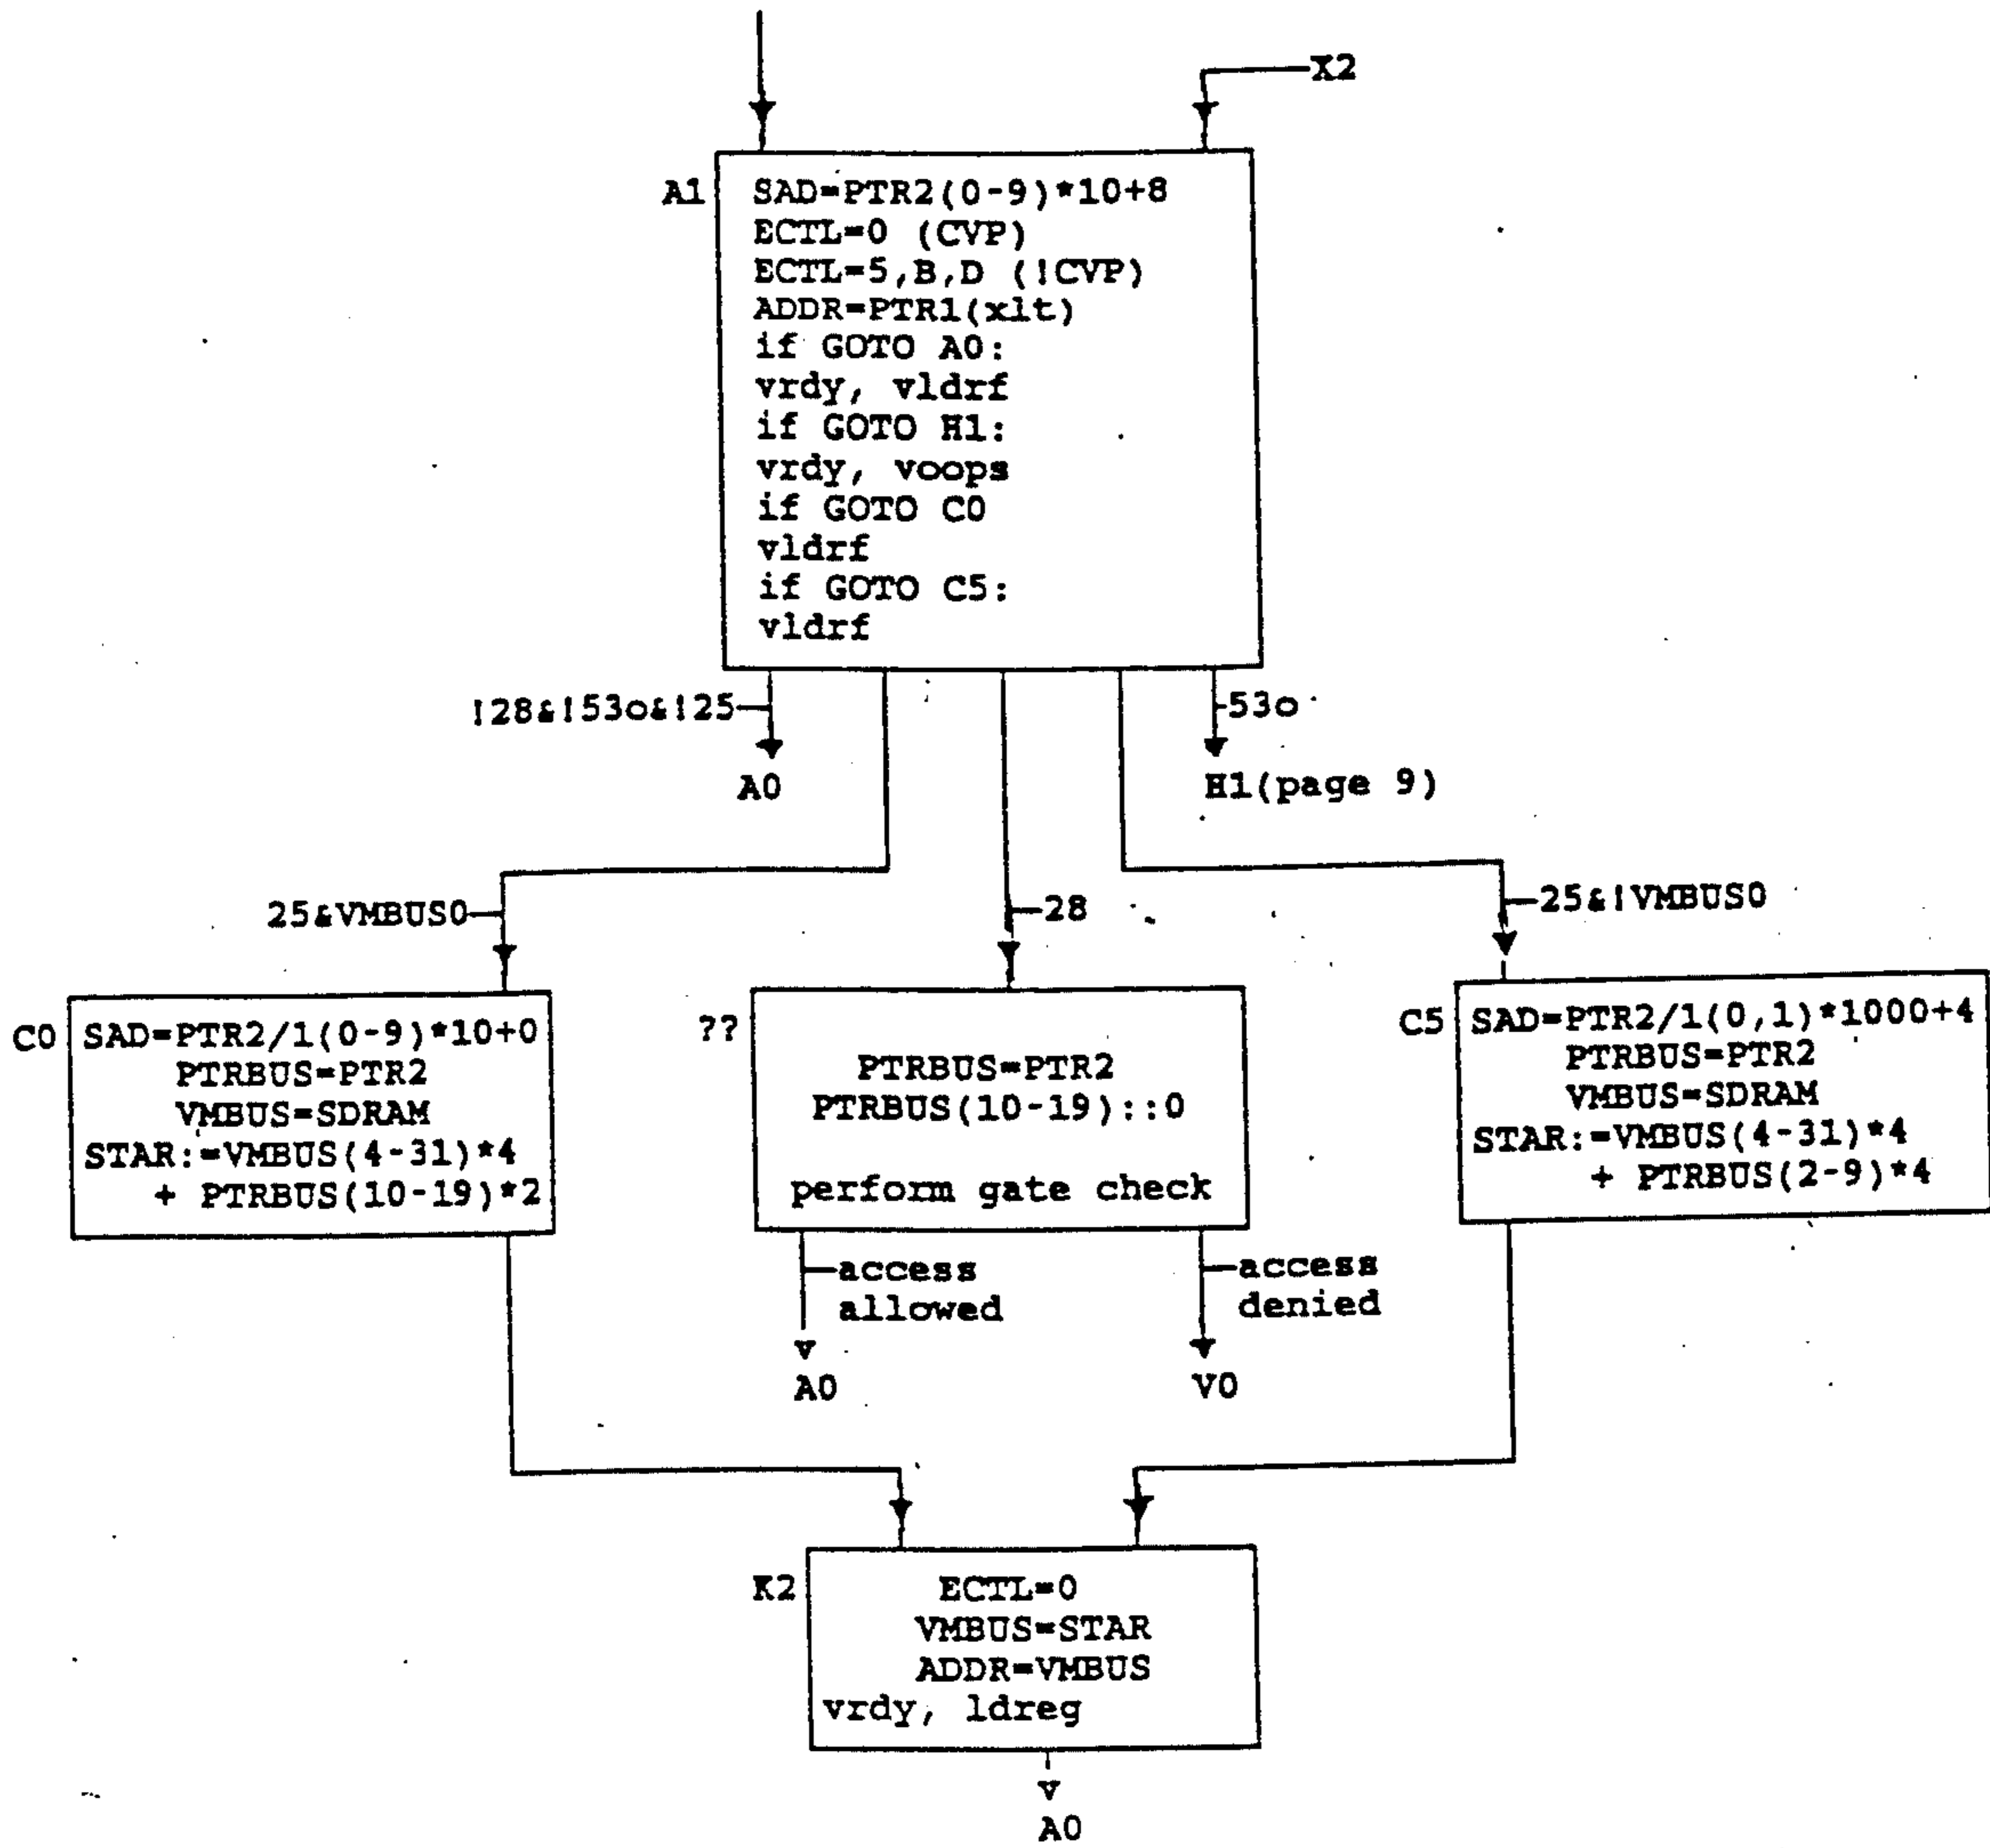 X2
A1
SAD=PTR2(0-9)*10+8
ECTL=0 (CVP)
ECTL=5,B,D (!CVP)
ADDR=PTR1(xlt)
if GOTO A0:
vrdy, vldrf
if GOTO H1:
vrdy, voops
if GOTO C0
vldrf
if GOTO C5:
vldrf
!28&!53o&!25
53o
A0
H1(page 9)
25&VMBUS0
28
25&!VMBUS0
C0
SAD=PTR2/1(0-9)*10+0
PTRBUS=PTR2
VMBUS=SDRAM
STAR:=VMBUS(4-31)*4
+ PTRBUS(10-19)*2
??
PTRBUS=PTR2
PTRBUS(10-19)::0
perform gate check
C5
SAD=PTR2/1(0,1)*1000+4
PTRBUS=PTR2
VMBUS=SDRAM
STAR:=VMBUS(4-31)*4
+ PTRBUS(2-9)*4
access
allowed
access
denied
v
A0
V0
K2
ECTL=0
VMBUS=STAR
ADDR=VMBUS
vrdy, ldreg
v
A0